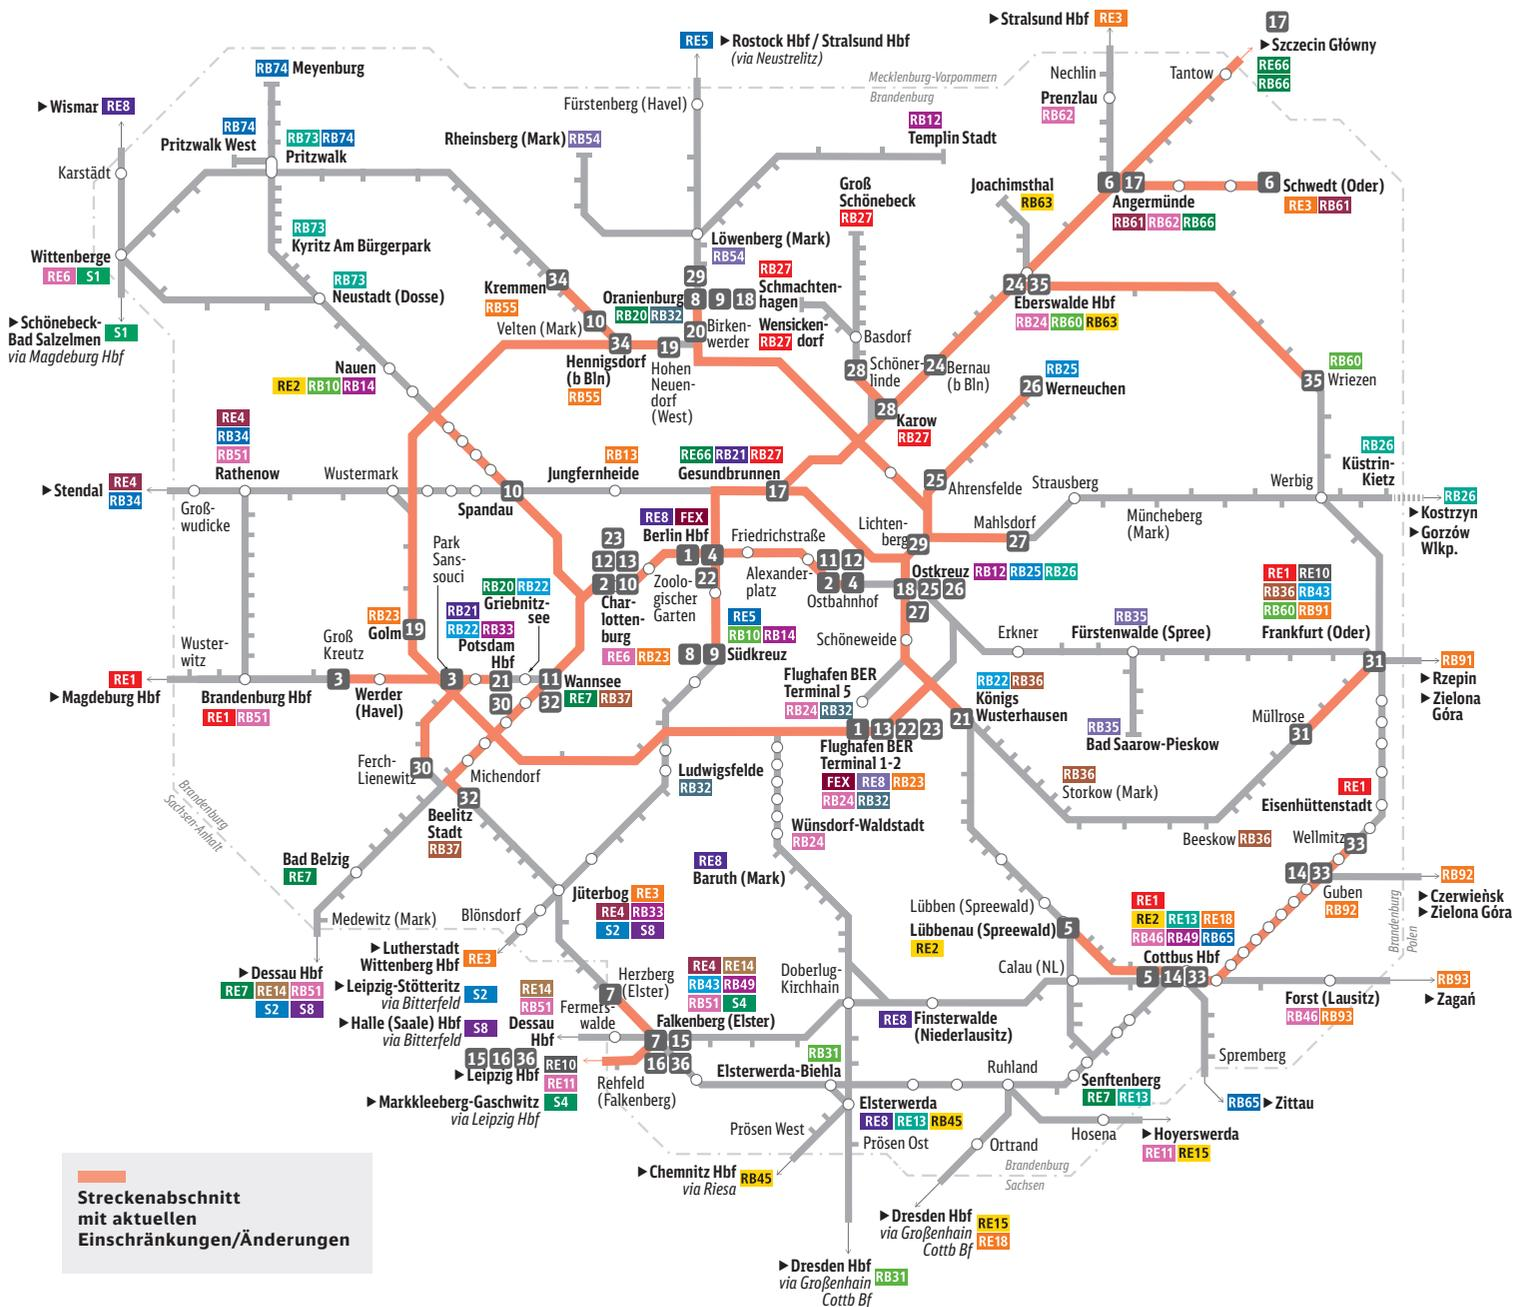 Stralsund Hbf RE3
17
Szczecin Główny
RE66
RB66
RE5 Rostock Hbf / Stralsund Hbf
(via Neustrelitz)
Mecklenburg-Vorpommern
Brandenburg
Nechlin
Tantow
Prenzlau
RB62
RB74 Meyenburg
Wismar RE8
Fürstenberg (Havel)
RB12
Templin Stadt
RB74
Pritzwalk West
RB73 RB74
Pritzwalk
Rheinsberg (Mark) RB54
Karstädt
Groß
Schönebeck
RB27
Joachimsthal
RB63
6 17
Angermünde
RB61 RB62 RB66
6 Schwedt (Oder)
RE3 RB61
RB73
Kyritz Am Bürgerpark
Wittenberge
RE6 S1
Löwenberg (Mark)
RB54
RB73
Neustadt (Dosse)
34
Kremmen
RB55
29
Oranienburg 8 9 18
RB20 RB32
RB27
Schmachten-
hagen
Wensicken-
dorf
RB27
24 35
Eberswalde Hbf
RB24 RB60 RB63
Schönebeck-
Bad Salzelmen
via Magdeburg Hbf
S1
Velten (Mark) 10
20 Birken-
werder
Basdorf
34
Hennigsdorf
(b Bln)
RB55
19
Hohen
Neuen-
dorf
(West)
28 Schöner-
linde
24 Bernau
(b Bln)
Nauen
RE2 RB10 RB14
26 RB25
Werneuchen
RB60
35 Wriezen
28
Karow
RB27
RE4
RB34
RB51
Rathenow
Wustermark
RB13
Jungfernheide
RE66 RB21 RB27
Gesundbrunnen
17
25
Ahrensfelde
Strausberg
Werbig
RB26
Küstrin-
Kietz
Stendal RE4
RB34
Groß-
wudicke
10
Spandau
RB26
Kostrzyn
Gorzów
Wlkp.
Müncheberg
(Mark)
RE8 FEX
Berlin Hbf
1 4
Friedrichstraße
Lichten-
berg 29
Mahlsdorf
27
23
12 13
2 10
Char-
lotten-
burg
RE6 RB23
22
Zoolo-
gischer
Garten
Alexander-
platz
11 12
2 4
Ostbahnhof
Ostkreuz RB12 RB25 RB26
18 25 26
27
Park
Sans-
souci
RB20 RB22
Griebnitz-
see
RB21
RB22 RB33
Potsdam
Hbf
RB23
Golm 19
RE5
RB10 RB14
8 9 Südkreuz
Schöneweide
Erkner
RB35
Fürstenwalde (Spree)
RE1 RE10
RB36 RB43
RB60 RB91
Frankfurt (Oder)
31
RB91
Rzepin
Zielona
Góra
Wuster-
witz
Groß
Kreutz
3
3
21
30
11 Wannsee
32 RE7 RB37
Magdeburg Hbf RE1
Brandenburg Hbf
RE1 RB51
Werder
(Havel)
Flughafen BER
Terminal 5
RB24 RB32
RB22 RB36
Königs
Wusterhausen
21
1 13 22 23
Flughafen BER
Terminal 1-2
FEX RE8 RB23
RB24 RB32
RB35
Bad Saarow-Pieskow
Müllrose
31
Ferch-
Lienewitz 30
Michendorf
Ludwigsfelde
RB32
RB36
Storkow (Mark)
RE1
Eisenhüttenstadt
Brandenburg
Sachsen-Anhalt
32
Beelitz
Stadt
RB37
Wünsdorf-Waldstadt
RB24
Beeskow RB36
Wellmitz
33
Bad Belzig
RE7
RE8
Baruth (Mark)
14 33
Guben
RB92
RB92
Czerwieńsk
Zielona Góra
Medewitz (Mark)
Blönsdorf
Jüterbog RE3
RE4 RB33
S2 S8
Lübben (Spreewald)
Lübbenau (Spreewald) 5
RE2
RE1
RE2 RE13 RE18
RB46 RB49 RB65
Cottbus Hbf
5 14 33
Brandenburg
Polen
Lutherstadt
Wittenberg Hbf RE3
Dessau Hbf
RE7 RE14 RB51
S2 S8
Leipzig-Stötteritz
via Bitterfeld
S2
Halle (Saale) Hbf
via Bitterfeld
S8
Herzberg
(Elster)
7
RE4 RE14
RB43 RB49
RB51 S4
Falkenberg (Elster)
7 15
16 36
Doberlug-
Kirchhain
Calau (NL)
Forst (Lausitz)
RB46 RB93
RB93
Zagań
RE14
RB51
Dessau
Hbf
Fermers-
walde
RE8 Finsterwalde
(Niederlausitz)
15 16 36
Leipzig Hbf
RE10
RE11
Markkleeberg-Gaschwitz
via Leipzig Hbf
S4
Rehfeld
(Falkenberg)
RB31
Elsterwerda-Biehla
Ruhland
Senftenberg
RE7 RE13
Spremberg
RB65 Zittau
Elsterwerda
RE8 RE13 RB45
Prösen West
Prösen Ost
Ortrand
Hosena
Hoyerswerda
RE11 RE15
Brandenburg
Sachsen
Chemnitz Hbf
via Riesa
RB45
Dresden Hbf
via Großenhain
Cottb Bf
RE15
RE18
Dresden Hbf
via Großenhain
Cottb Bf
RB31
Streckenabschnitt
mit aktuellen
Einschränkungen/Änderungen